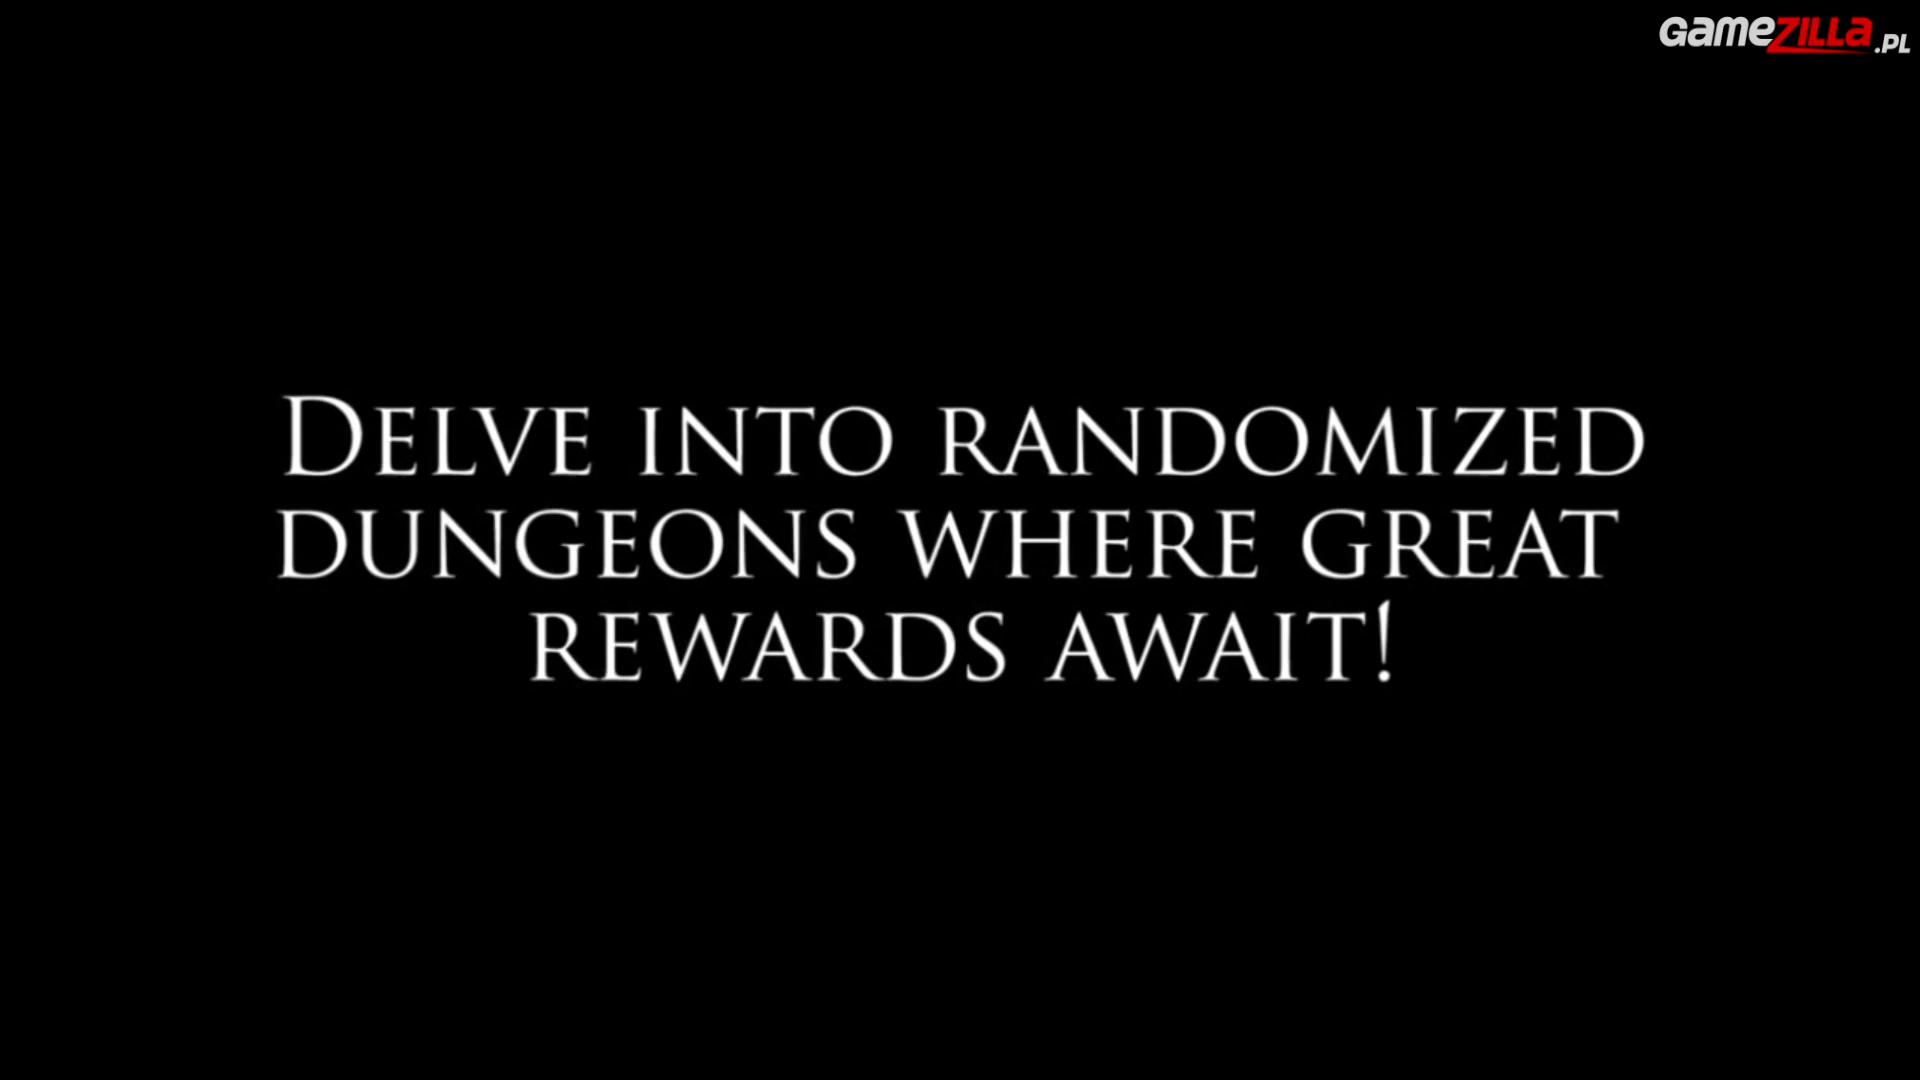 GAMEZILLA.PL
DELVE INTO RANDOMIZED
DUNGEONS WHERE GREAT
REWARDS AWAIT!